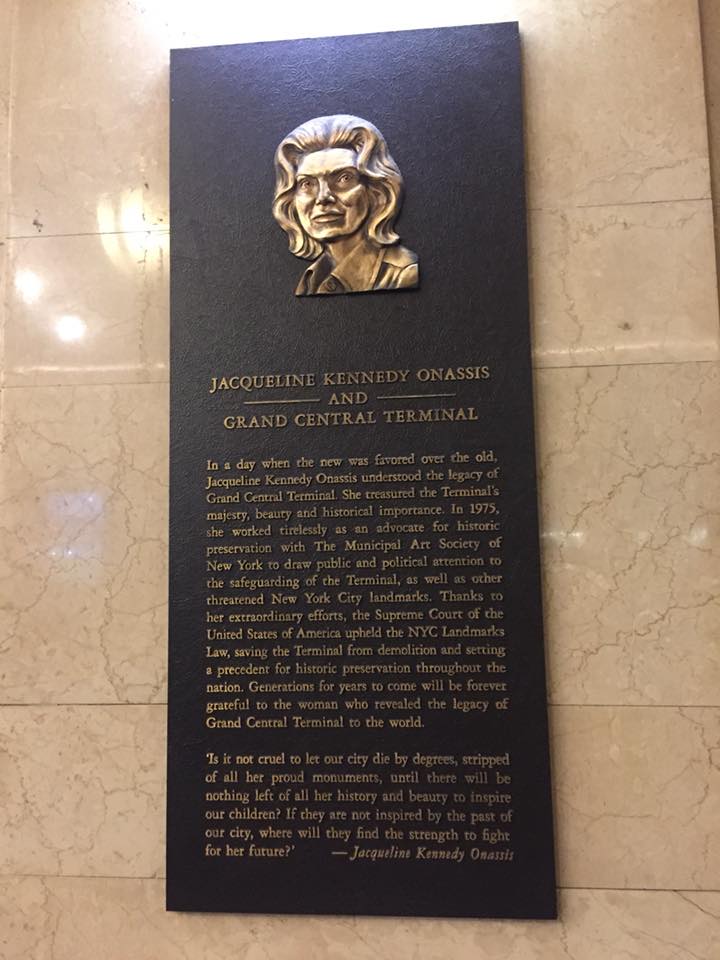 JACQUELINE KENNEDY ONASSIS
AND
GRAND CENTRAL TERMINAL
In a day when the new was favored over the old,
Jacqueline Kennedy Onassis understood the legacy of
Grand Central Terminal. She treasured the Terminal's
majesty, beauty and historical importance. In 1975,
she worked tirelessly as an advocate for historic
preservation with The Municipal Art Society of
New York to draw public and political attention to
the safeguarding of the Terminal, as well as other
threatened New York City landmarks. Thanks to
her extraordinary efforts, the Supreme Court of the
United States of America upheld the NYC Landmarks
Law, saving the Terminal from demolition and setting
a precedent for historic preservation throughout the
nation. Generations for years to come will be forever
grateful to the woman who revealed the legacy of
Grand Central Terminal to the world.
'Is it not cruel to let our city die by degrees, stripped
of all her proud monuments, until there will be
nothing left of all her history and beauty to inspire
our children? If they are not inspired by the past of
our city, where will they find the strength to fight
for her future?' — Jacqueline Kennedy Onassis